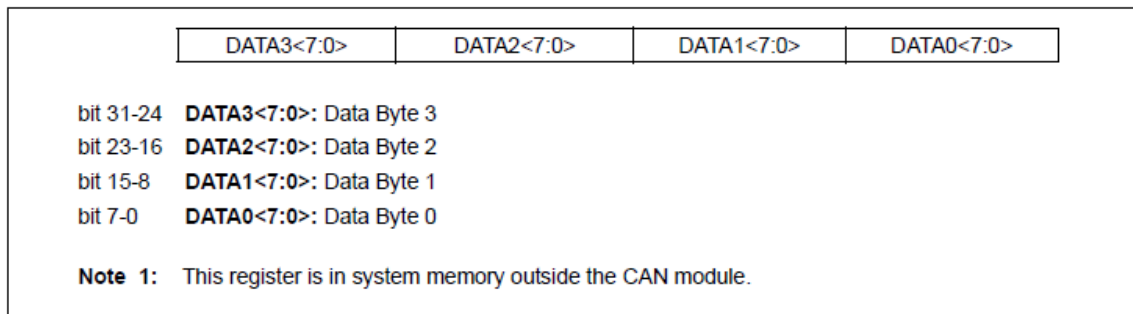 DATA3<7:0> DATA2<7:0> DATA1<7:0> DATA0<7:0>
bit 31-24 DATA3<7:0>: Data Byte 3
bit 23-16 DATA2<7:0>: Data Byte 2
bit 15-8 DATA1<7:0>: Data Byte 1
bit 7-0 DATA0<7:0>: Data Byte 0
Note 1: This register is in system memory outside the CAN module.